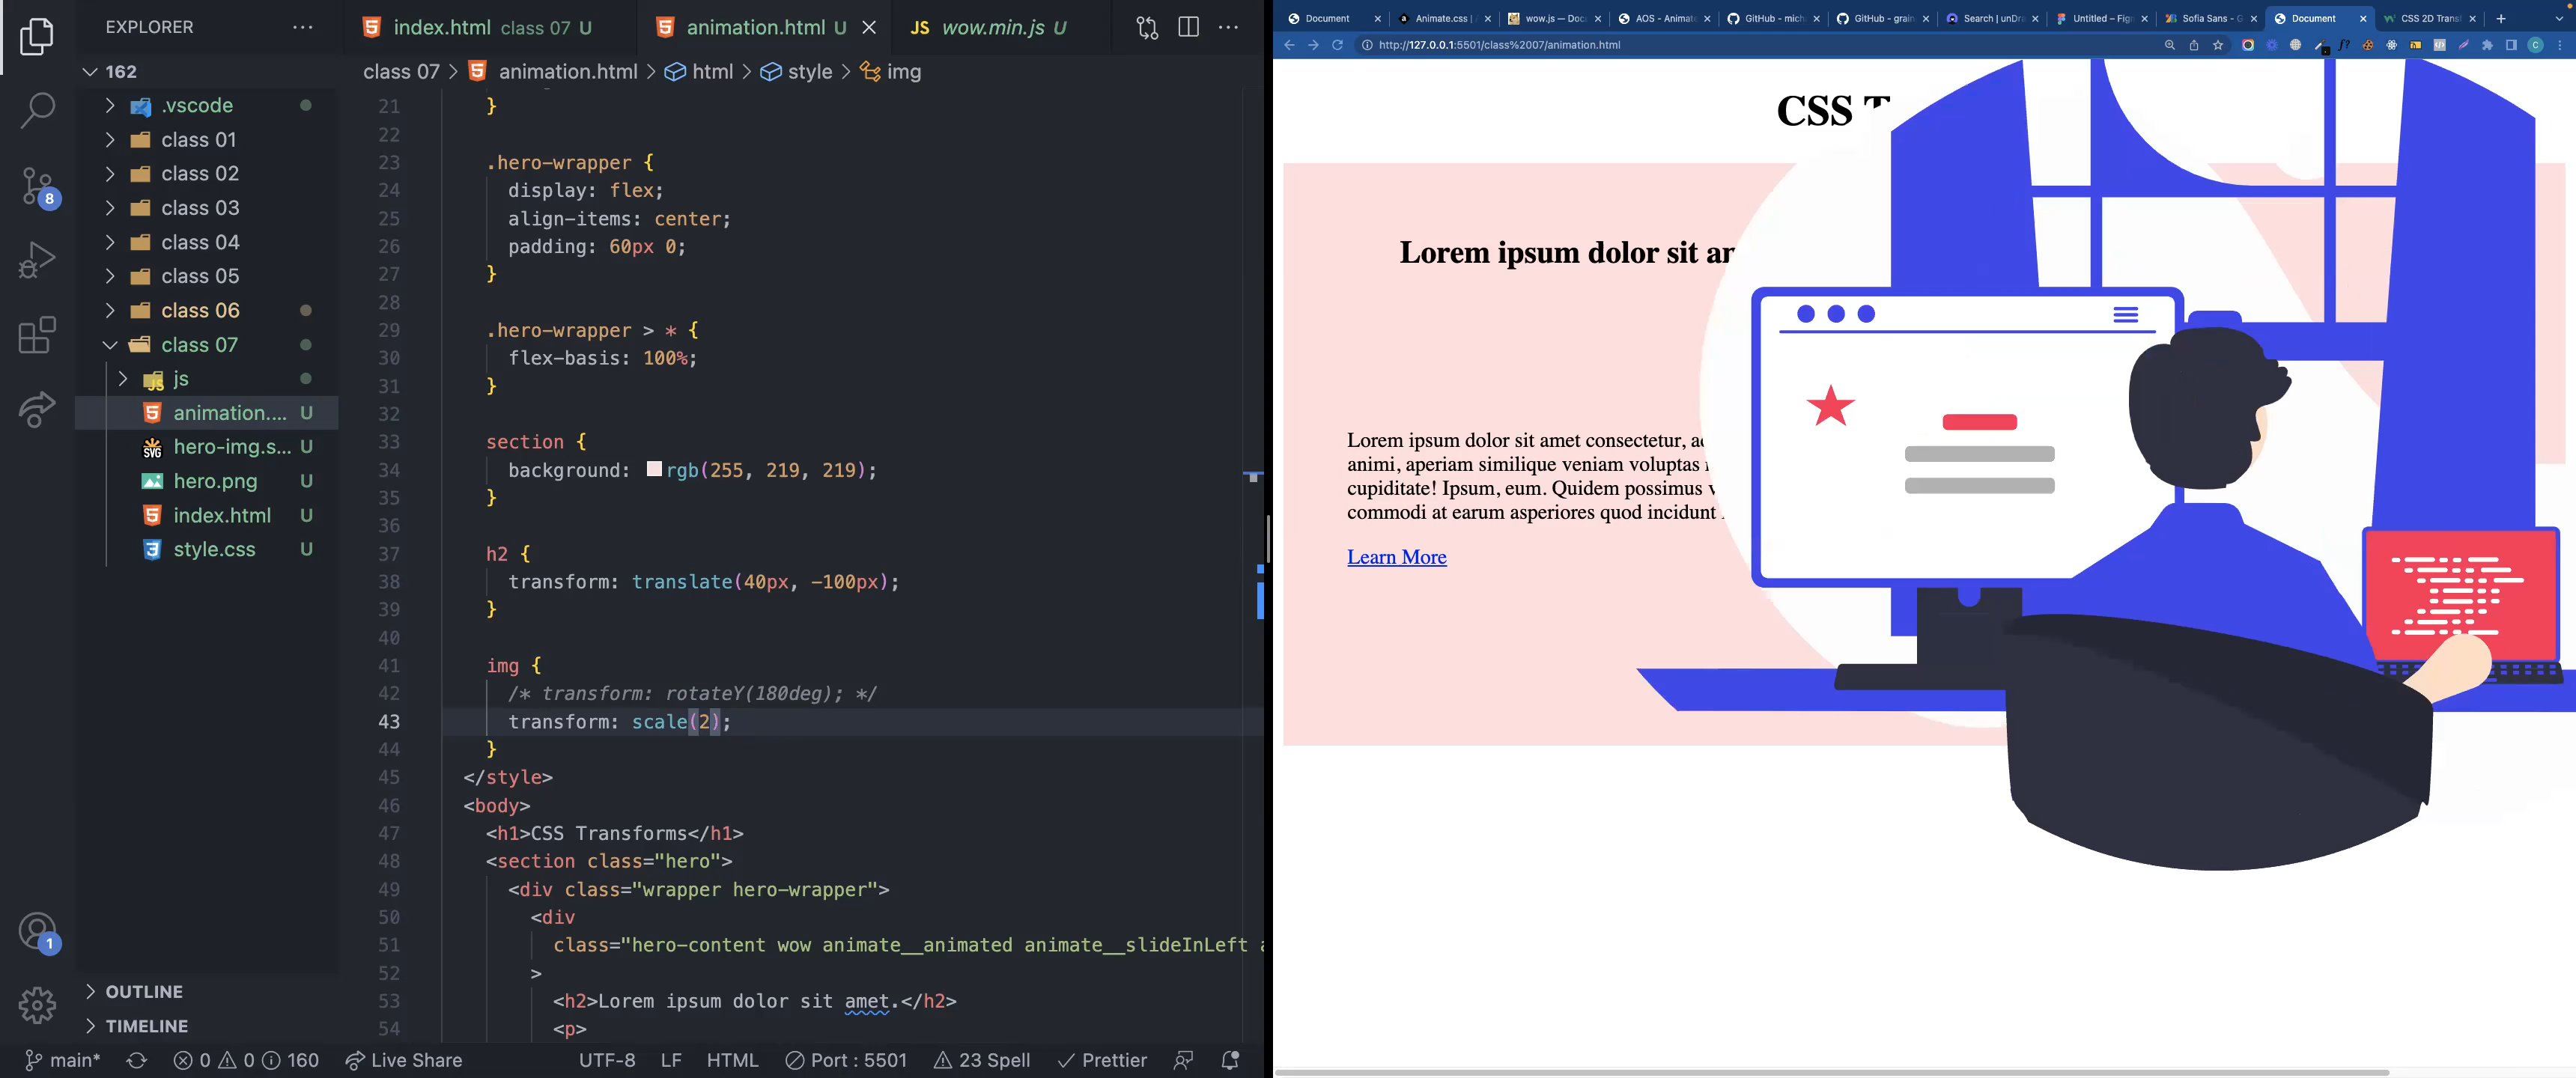 EXPLORER
162
.vscode
class 01
class 02
class 03
class 04
class 05
class 06
class 07
js
animation.... U
hero-img.s... U
hero.png U
index.html U
style.css U
OUTLINE
TIMELINE
8
1
index.html class 07 U
animation.html U
JS wow.min.js U
class 07 > animation.html > html > style > img
21 }
22
23 .hero-wrapper {
24 display: flex;
25 align-items: center;
26 padding: 60px 0;
27 }
28
29 .hero-wrapper > * {
30 flex-basis: 100%;
31 }
32
33 section {
34 background: rgb(255, 219, 219);
35 }
36
37 h2 {
38 transform: translate(40px, -100px);
39 }
40
41 img {
42 /* transform: rotateY(180deg); */
43 transform: scale(2);
44 }
45 </style>
46 <body>
47 <h1>CSS Transforms</h1>
48 <section class="hero">
49 <div class="wrapper hero-wrapper">
50 <div
51 class="hero-content wow animate__animated animate__slideInLeft
52 >
53 <h2>Lorem ipsum dolor sit amet.</h2>
54 <p>
main* 0 0 160 Live Share UTF-8 LF HTML Port : 5501 23 Spell Prettier
Document Animate.css | wow.js — Doc AOS - Anima GitHub - mich GitHub - grain Search | unDr Untitled – Fig Sofia Sans - G Document CSS 2D Trans
http://127.0.0.1:5501/class%2007/animation.html
CSS T
Lorem ipsum dolor sit ar
Lorem ipsum dolor sit amet consectetur,
animi, aperiam similique veniam voluptas
cupiditate! Ipsum, eum. Quidem possimus
commodi at earum asperiores quod incidunt
Learn More